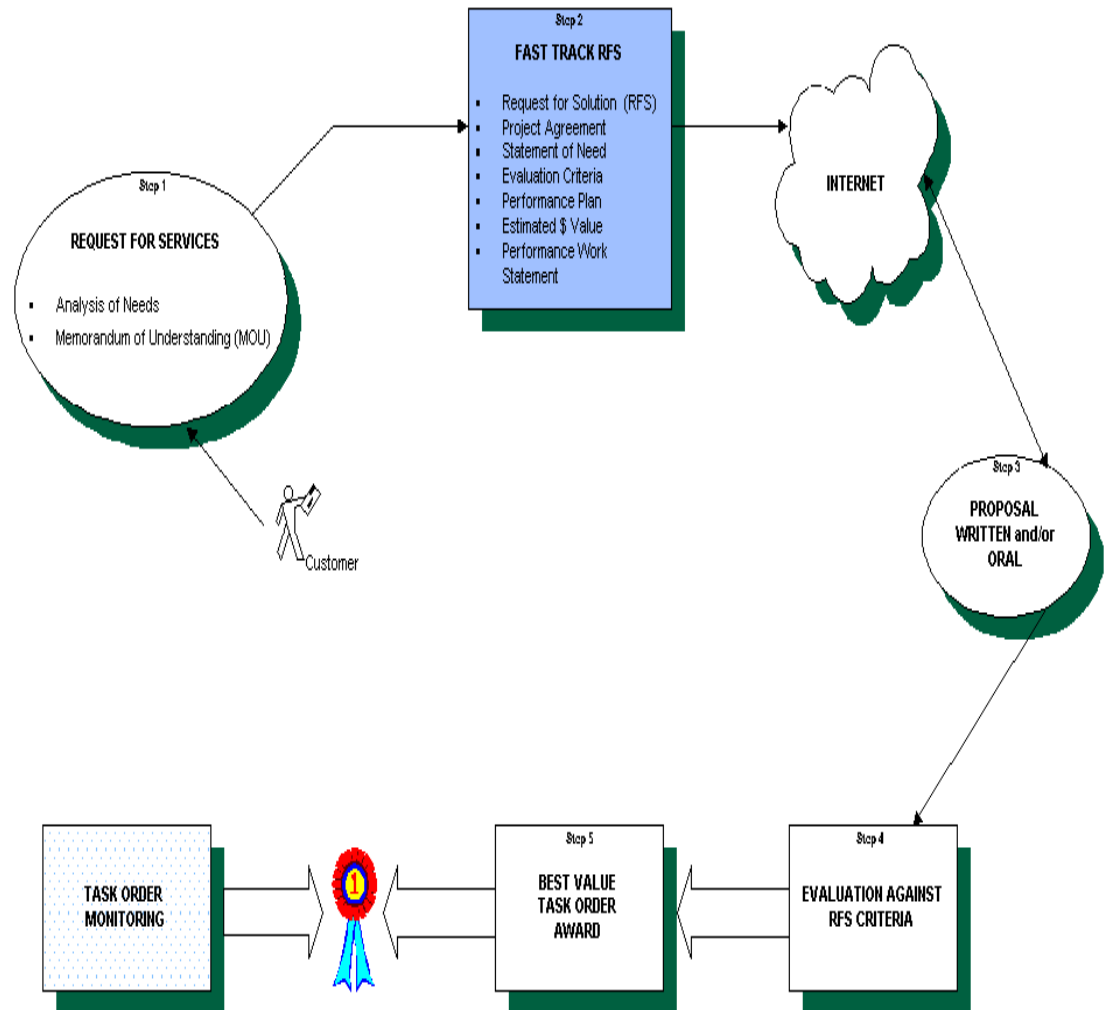 Step 1
REQUEST FOR SERVICES
▪ Analysis of Needs
▪ Memorandum of Understanding (MOU)
Customer
Step 2
FAST TRACK RFS
▪ Request for Solution (RFS)
▪ Project Agreement
▪ Statement of Need
▪ Evaluation Criteria
▪ Performance Plan
▪ Estimated $ Value
▪ Performance Work
Statement
INTERNET
Step 3
PROPOSAL
WRITTEN and/or
ORAL
Step 4
EVALUATION AGAINST
RFS CRITERIA
Step 5
BEST VALUE
TASK ORDER
AWARD
1
TASK ORDER
MONITORING